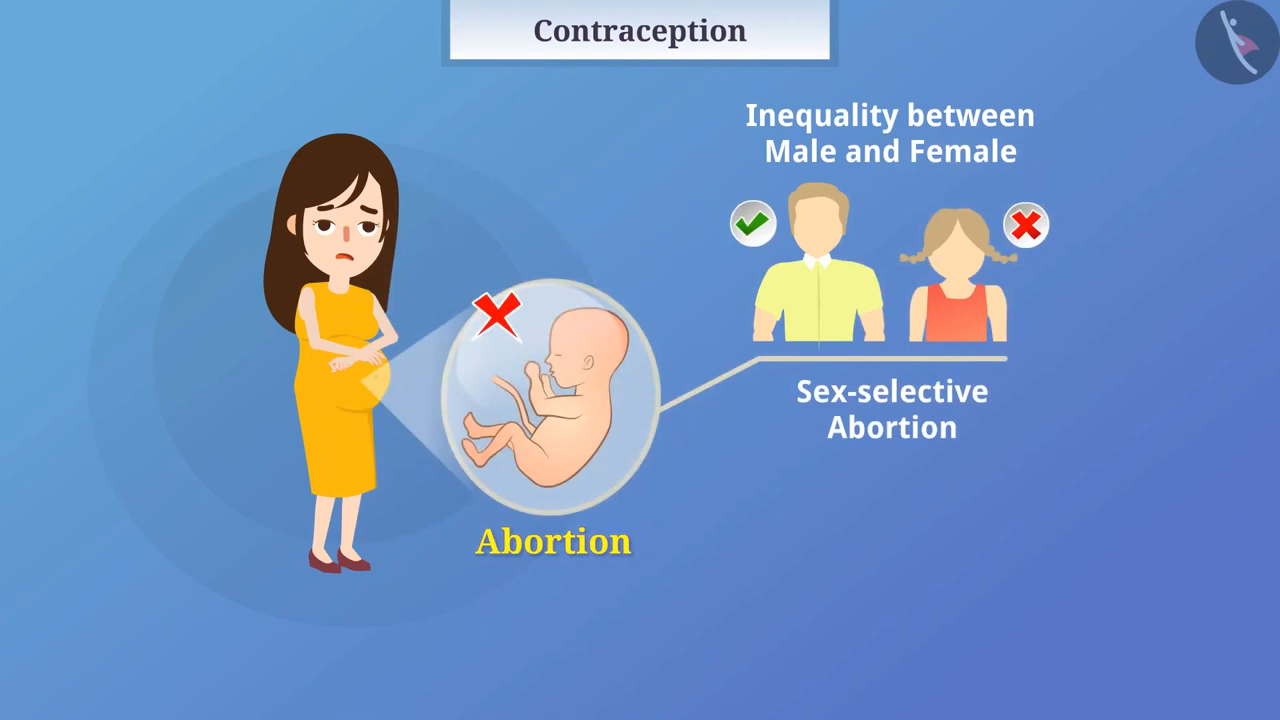 Contraception
Inequality between
Male and Female
Sex-selective
Abortion
Abortion